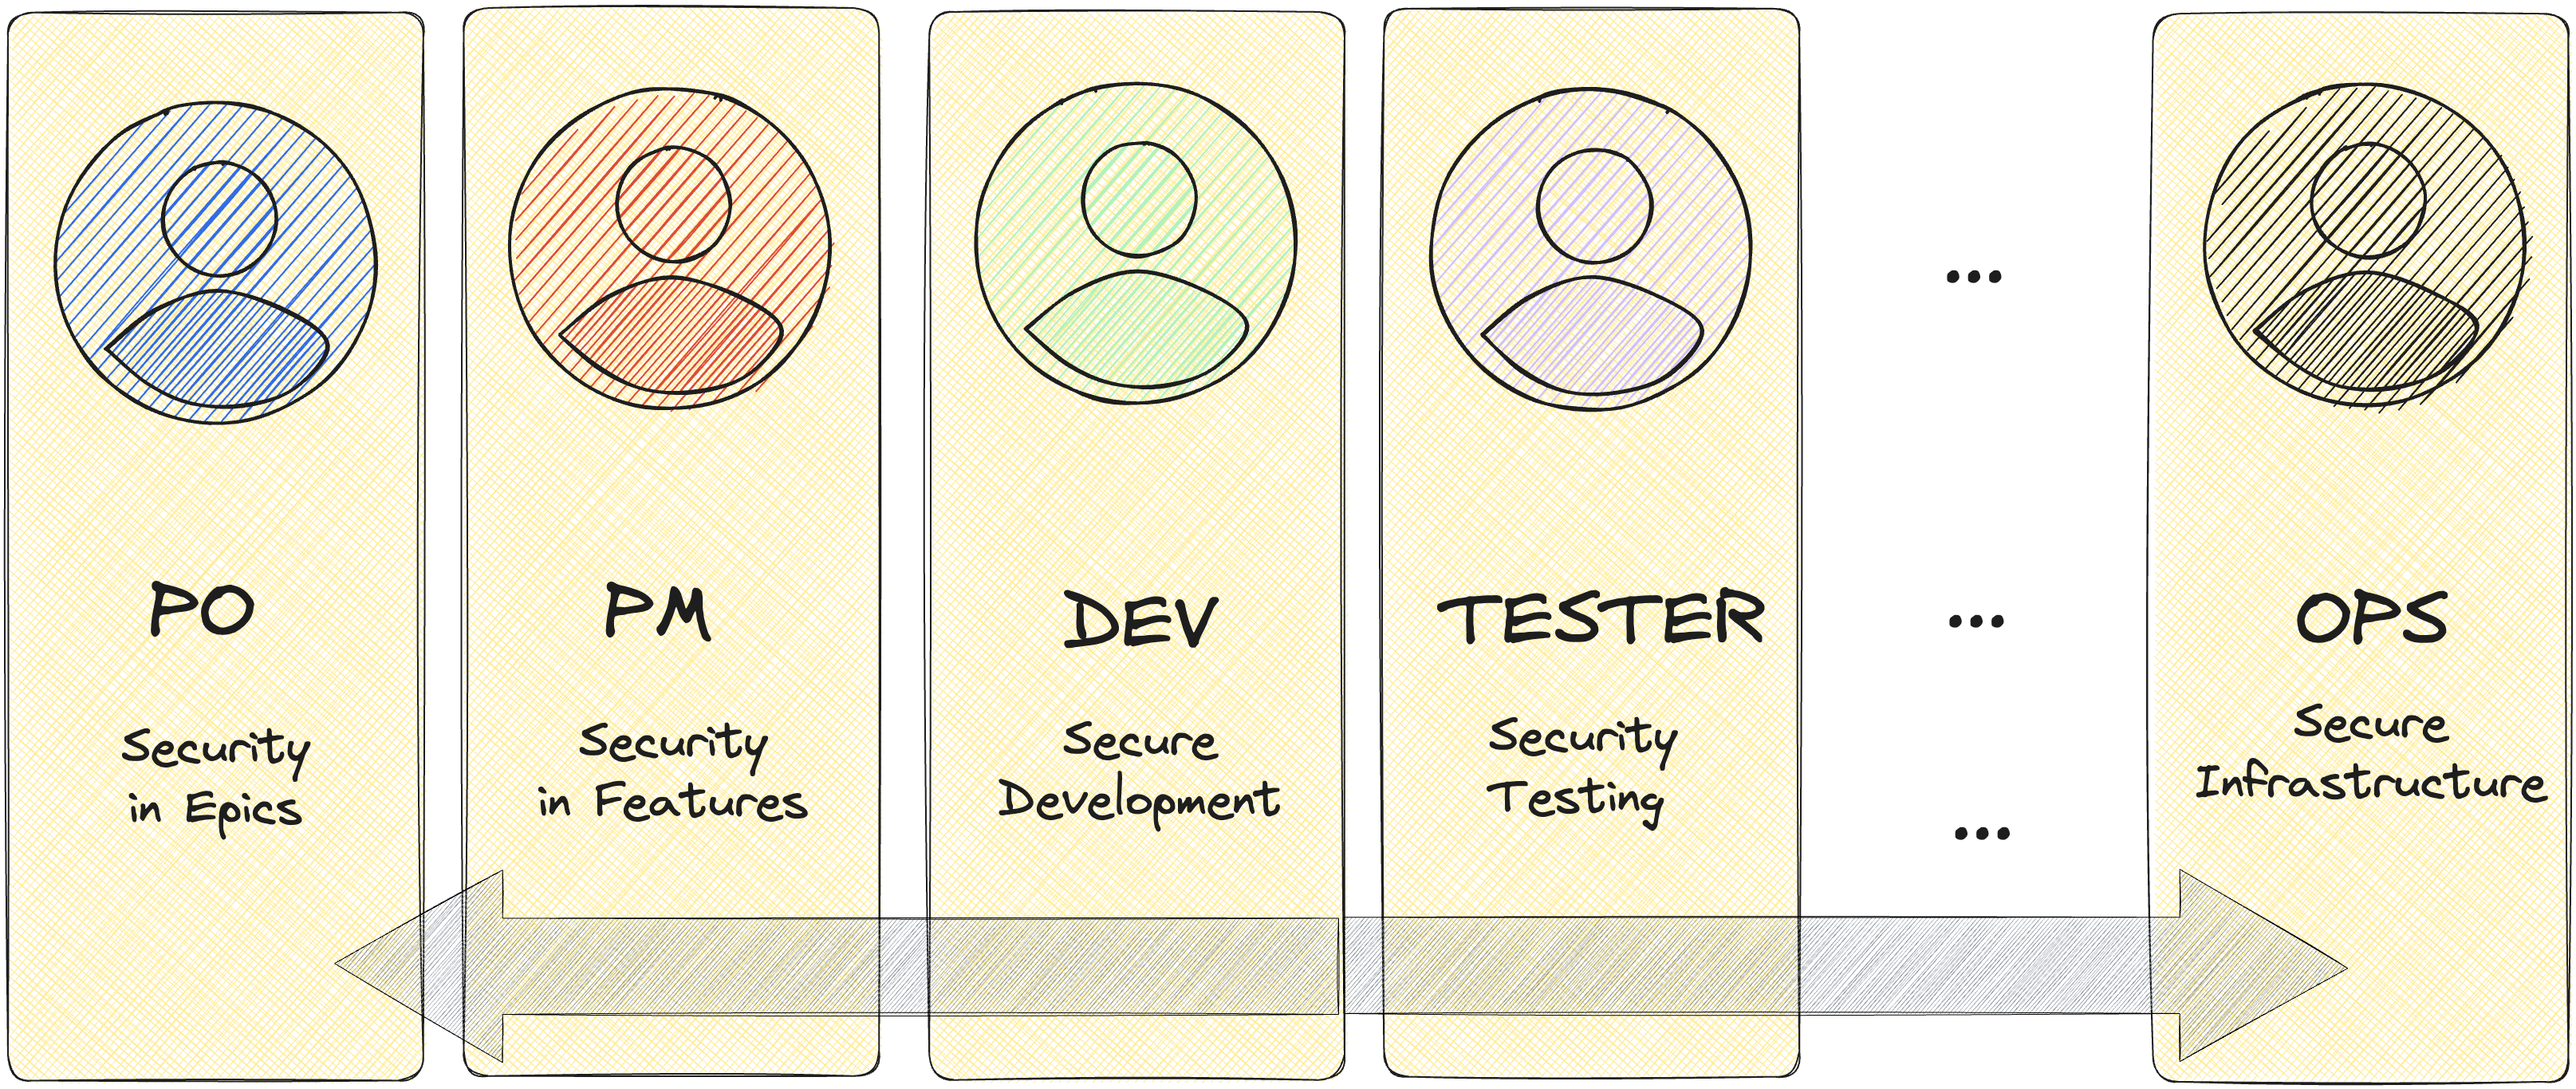 PO
Security
in Epics
PM
Security
in Features
DEV
Secure
Development
TESTER
Security
Testing
...
...
...
OPS
Secure
Infrastructure